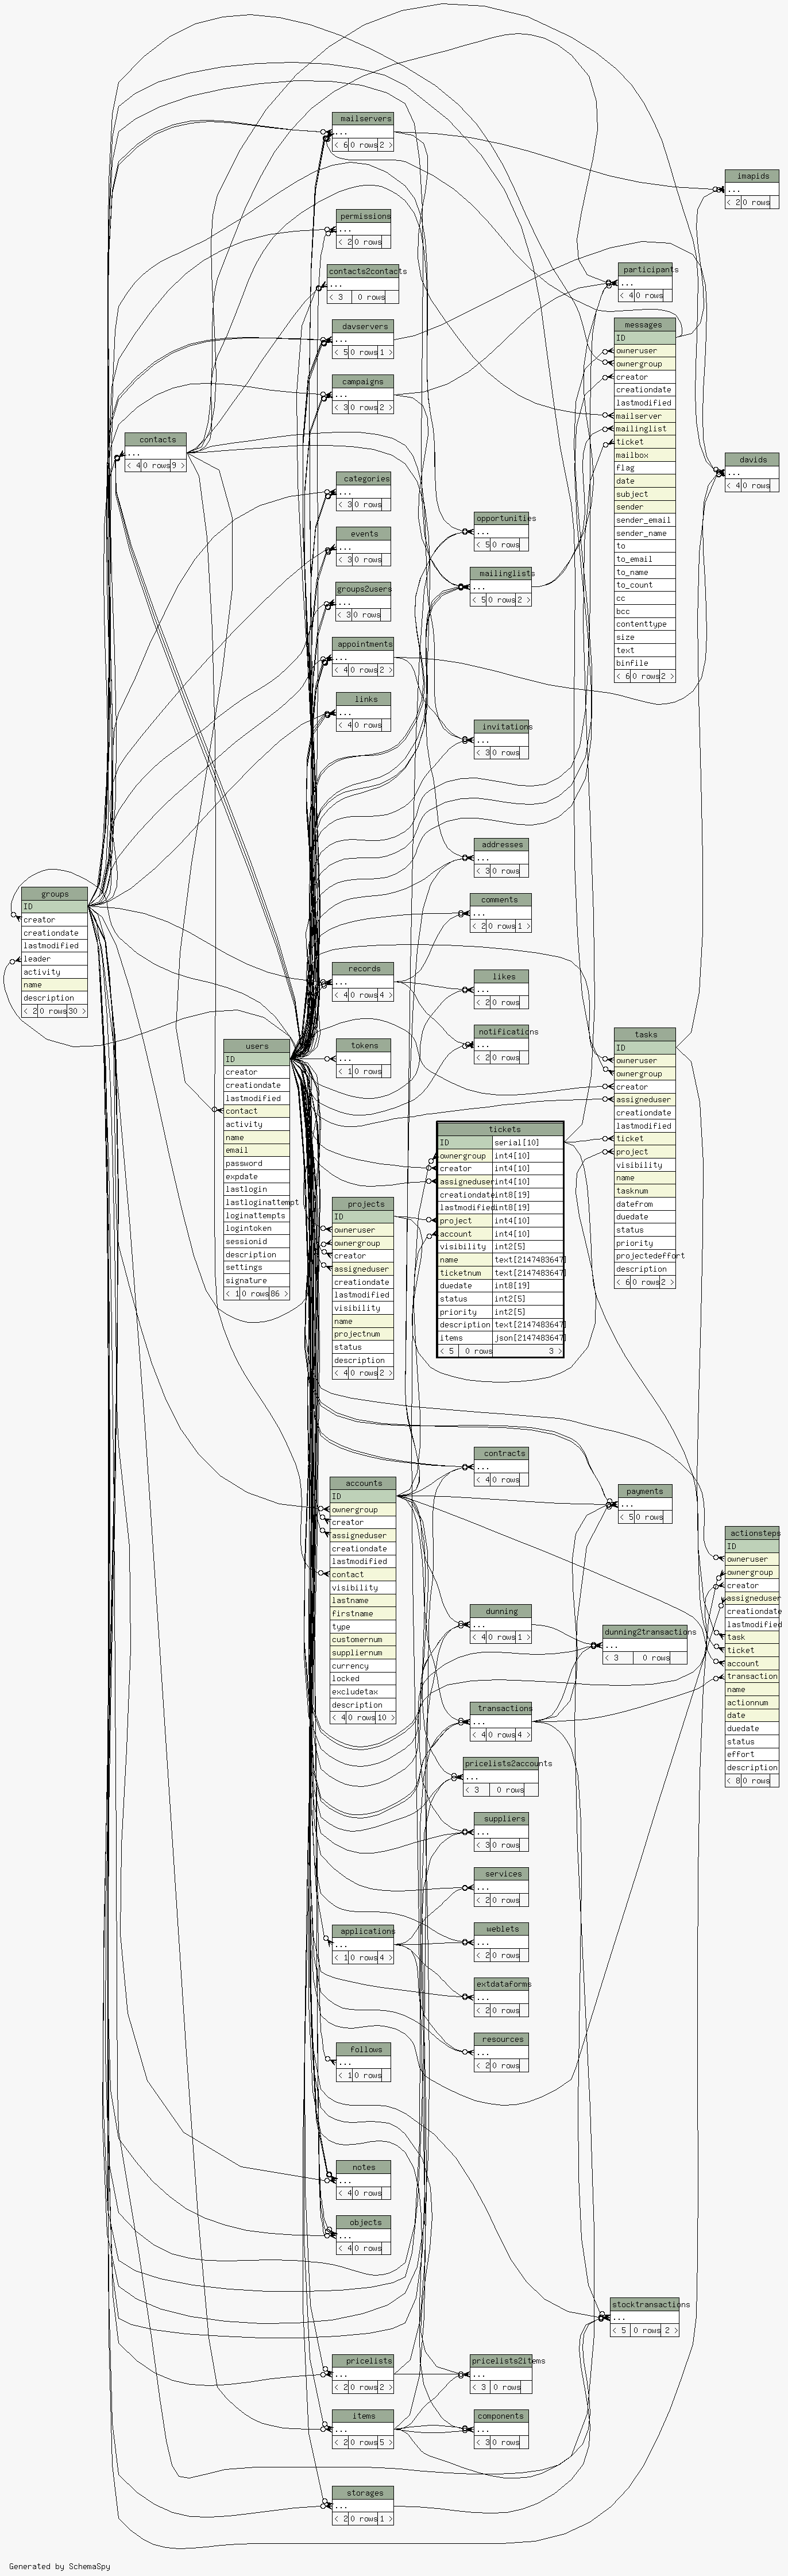 mailservers
...
< 6 0 rows 2 >
imapids
...
< 2 0 rows
permissions
...
< 2 0 rows
contacts2contacts
...
< 3 0 rows
participants
...
< 4 0 rows
davservers
...
< 5 0 rows 1 >
messages
ID
owneruser
ownergroup
creator
creationdate
lastmodified
mailserver
mailinglist
ticket
mailbox
flag
date
subject
sender
sender_email
sender_name
to
to_email
to_name
to_count
cc
bcc
contenttype
size
text
binfile
< 6 0 rows 2 >
campaigns
...
< 3 0 rows 2 >
contacts
...
< 4 0 rows 9 >
davids
...
< 4 0 rows
categories
...
< 3 0 rows
opportunities
...
< 5 0 rows
events
...
< 3 0 rows
mailinglists
...
< 5 0 rows 2 >
groups2users
...
< 3 0 rows
appointments
...
< 4 0 rows 2 >
links
...
< 4 0 rows
invitations
...
< 3 0 rows
addresses
...
< 3 0 rows
groups
ID
creator
creationdate
lastmodified
leader
activity
name
description
< 2 0 rows 30 >
comments
...
< 2 0 rows 1 >
records
...
< 4 0 rows 4 >
likes
...
< 2 0 rows
notifications
...
< 2 0 rows
users
ID
creator
creationdate
lastmodified
contact
activity
name
email
password
expdate
lastlogin
lastloginattempt
loginattempts
logintoken
sessionid
description
settings
signature
< 1 0 rows 86 >
tokens
...
< 1 0 rows
tasks
ID
owneruser
ownergroup
creator
assigneduser
creationdate
lastmodified
ticket
project
visibility
name
tasknum
datefrom
duedate
status
priority
projectedeffort
description
< 6 0 rows 2 >
tickets
ID serial[10]
ownergroup int4[10]
creator int4[10]
assigneduser int4[10]
creationdate int8[19]
lastmodified int8[19]
project int4[10]
account int4[10]
visibility int2[5]
name text[2147483647]
ticketnum text[2147483647]
duedate int8[19]
status int2[5]
priority int2[5]
description text[2147483647]
items json[2147483647]
< 5 0 rows 3 >
projects
ID
owneruser
ownergroup
creator
assigneduser
creationdate
lastmodified
visibility
name
projectnum
status
description
< 4 0 rows 2 >
contracts
...
< 4 0 rows
accounts
ID
ownergroup
creator
assigneduser
creationdate
lastmodified
contact
visibility
lastname
firstname
type
customernum
suppliernum
currency
locked
excludetax
description
< 4 0 rows 10 >
payments
...
< 5 0 rows
actionsteps
ID
owneruser
ownergroup
creator
assigneduser
creationdate
lastmodified
task
ticket
account
transaction
name
actionnum
date
duedate
status
effort
description
< 8 0 rows
dunning
...
< 4 0 rows 1 >
dunning2transactions
...
< 3 0 rows
transactions
...
< 4 0 rows 4 >
pricelists2accounts
...
< 3 0 rows
suppliers
...
< 3 0 rows
services
...
< 2 0 rows
applications
...
< 1 0 rows 4 >
weblets
...
< 2 0 rows
extdataforms
...
< 2 0 rows
resources
...
< 2 0 rows
follows
...
< 1 0 rows
notes
...
< 4 0 rows
objects
...
< 4 0 rows
stocktransactions
...
< 5 0 rows 2 >
pricelists
...
< 2 0 rows 2 >
pricelists2items
...
< 3 0 rows
items
...
< 2 0 rows 5 >
components
...
< 3 0 rows
storages
...
< 2 0 rows 1 >
Generated by SchemaSpy